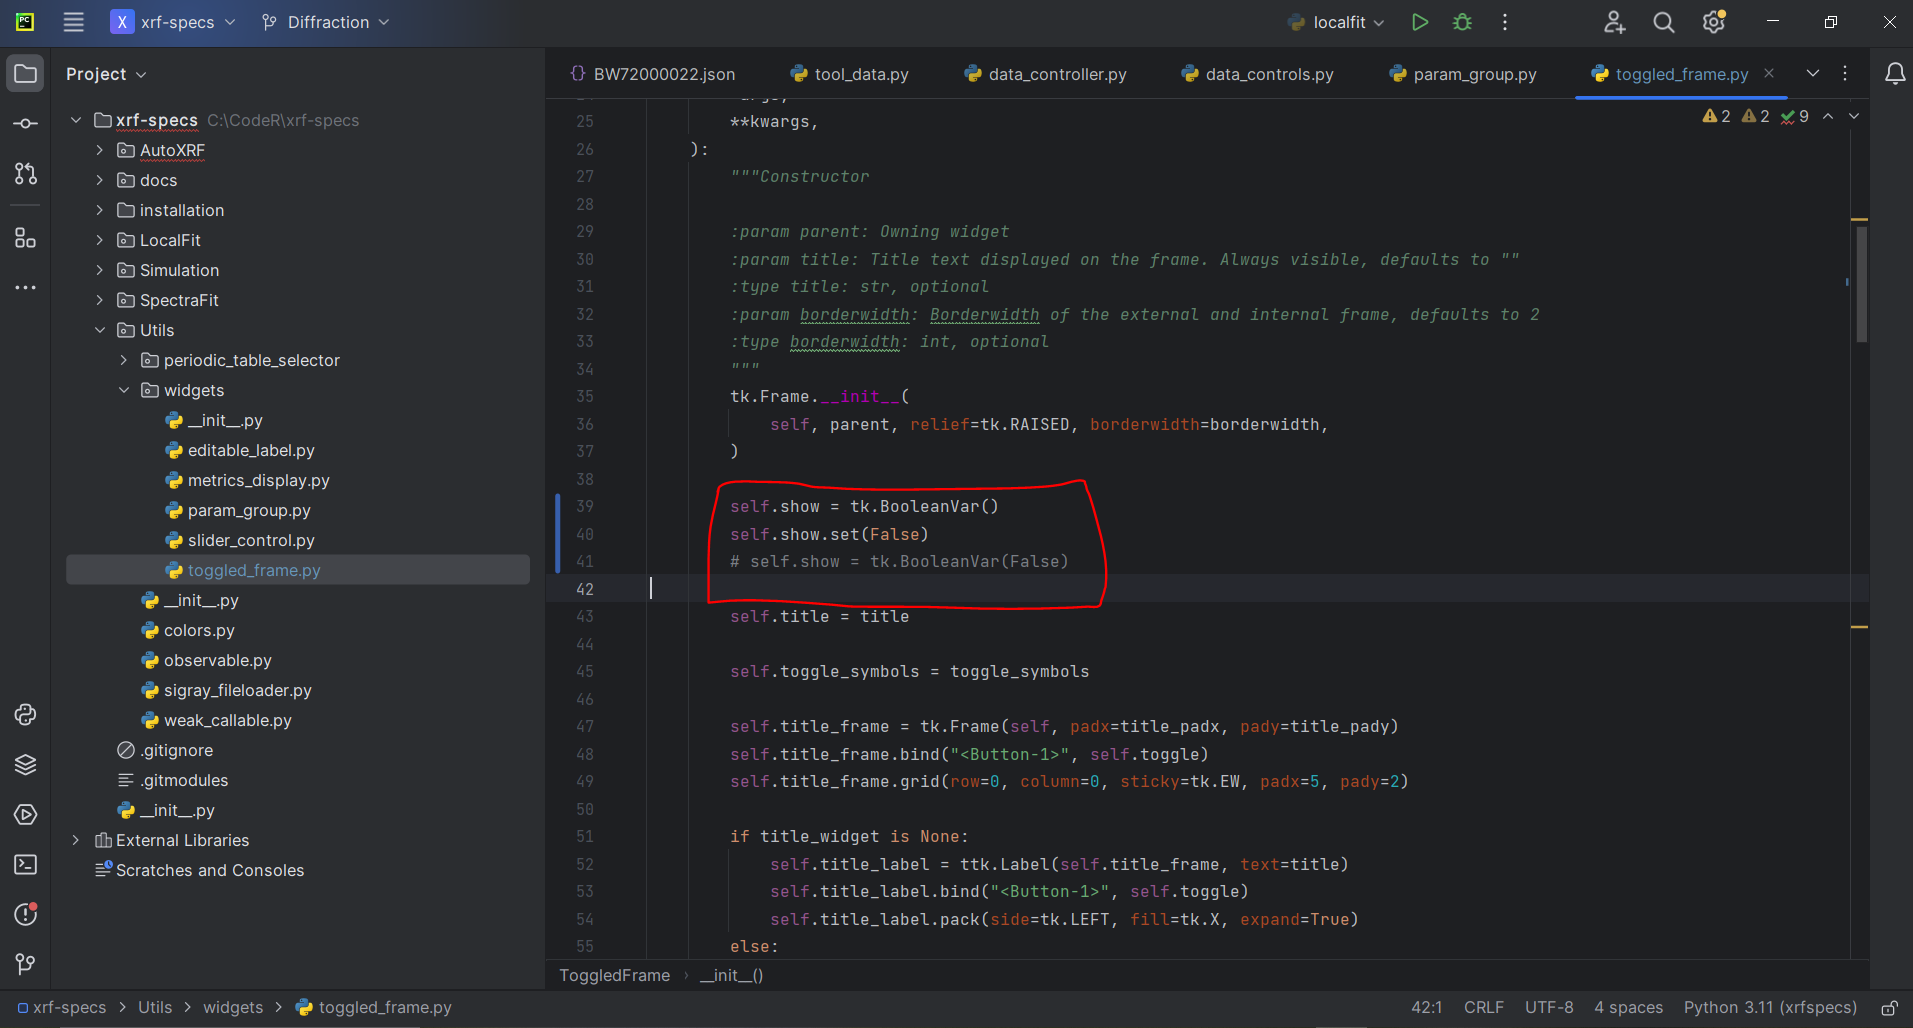 PC
X xrf-specs
Diffraction
localfit
Project
BW72000022.json
tool_data.py
data_controller.py
data_controls.py
param_group.py
toggled_frame.py
xrf-specs C:\CodeR\xrf-specs
AutoXRF
docs
installation
LocalFit
Simulation
SpectraFit
Utils
periodic_table_selector
widgets
__init__.py
editable_label.py
metrics_display.py
param_group.py
slider_control.py
toggled_frame.py
__init__.py
colors.py
observable.py
sigray_fileloader.py
weak_callable.py
.gitignore
.gitmodules
__init__.py
External Libraries
Scratches and Consoles
2 2 9
25 **kwargs,
26 ):
27 """Constructor
28
29 :param parent: Owning widget
30 :param title: Title text displayed on the frame. Always visible, defaults to ""
31 :type title: str, optional
32 :param borderwidth: Borderwidth of the external and internal frame, defaults to 2
33 :type borderwidth: int, optional
34 """
35 tk.Frame.__init__(
36 self, parent, relief=tk.RAISED, borderwidth=borderwidth,
37 )
38
39 self.show = tk.BooleanVar()
40 self.show.set(False)
41 # self.show = tk.BooleanVar(False)
42
43 self.title = title
44
45 self.toggle_symbols = toggle_symbols
46
47 self.title_frame = tk.Frame(self, padx=title_padx, pady=title_pady)
48 self.title_frame.bind("<Button-1>", self.toggle)
49 self.title_frame.grid(row=0, column=0, sticky=tk.EW, padx=5, pady=2)
50
51 if title_widget is None:
52 self.title_label = ttk.Label(self.title_frame, text=title)
53 self.title_label.bind("<Button-1>", self.toggle)
54 self.title_label.pack(side=tk.LEFT, fill=tk.X, expand=True)
55 else:
ToggledFrame › __init__()
xrf-specs > Utils > widgets > toggled_frame.py
42:1 CRLF UTF-8 4 spaces Python 3.11 (xrfspecs)